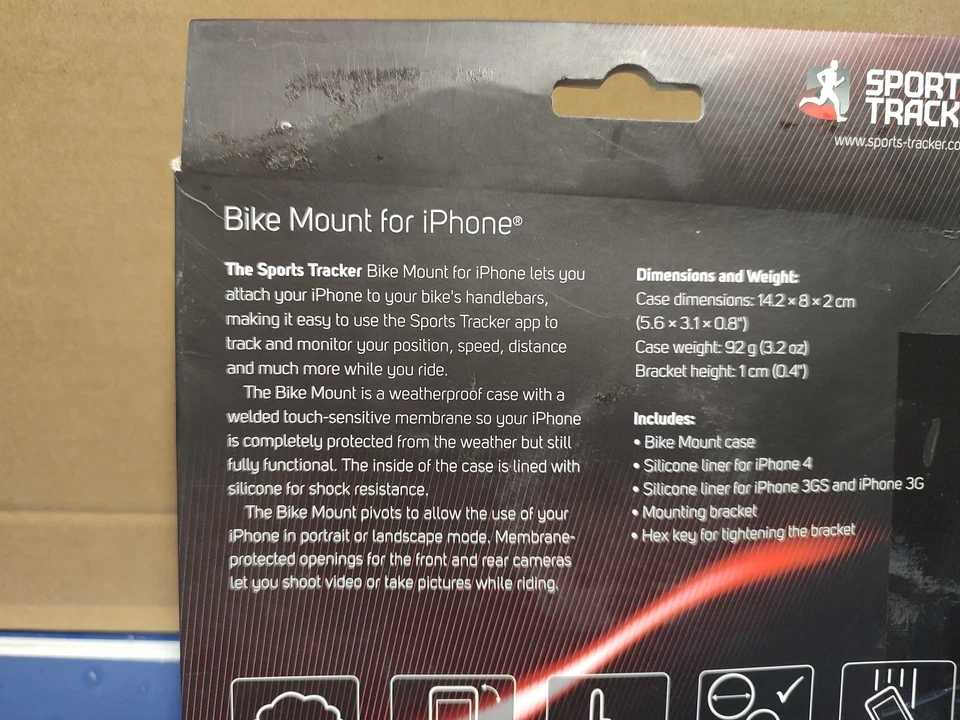 SPORT
TRACK
www.sports-tracker.co
Bike Mount for iPhone®
The Sports Tracker Bike Mount for iPhone lets you
attach your iPhone to your bike's handlebars,
making it easy to use the Sports Tracker app to
track and monitor your position, speed, distance
and much more while you ride.
The Bike Mount is a weatherproof case with a
welded touch-sensitive membrane so your iPhone
is completely protected from the weather but still
fully functional. The inside of the case is lined with
silicone for shock resistance.
The Bike Mount pivots to allow the use of your
iPhone in portrait or landscape mode. Membrane-
protected openings for the front and rear cameras
let you shoot video or take pictures while riding.
Dimensions and Weight:
Case dimensions: 14.2 × 8 × 2 cm
(5.6 × 3.1 × 0.8")
Case weight: 92 g (3.2 oz)
Bracket height: 1 cm (0.4")
Includes:
• Bike Mount case
• Silicone liner for iPhone 4
• Silicone liner for iPhone 3GS and iPhone 3G
• Mounting bracket
• Hex key for tightening the bracket